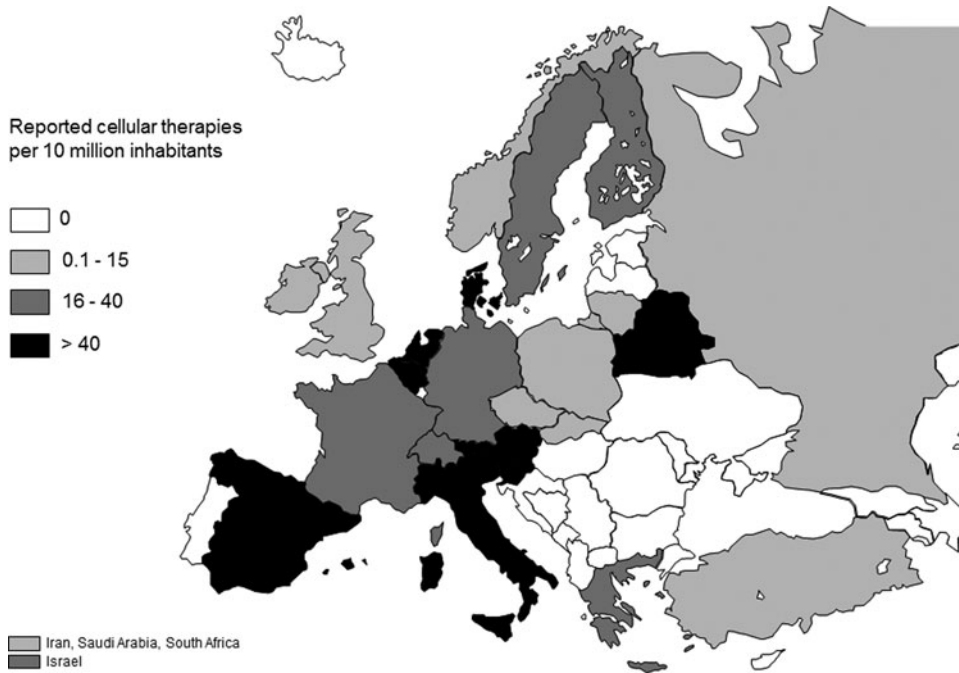 Reported cellular therapies
per 10 million inhabitants
0
0.1 - 15
16 - 40
> 40
Iran, Saudi Arabia, South Africa
Israel